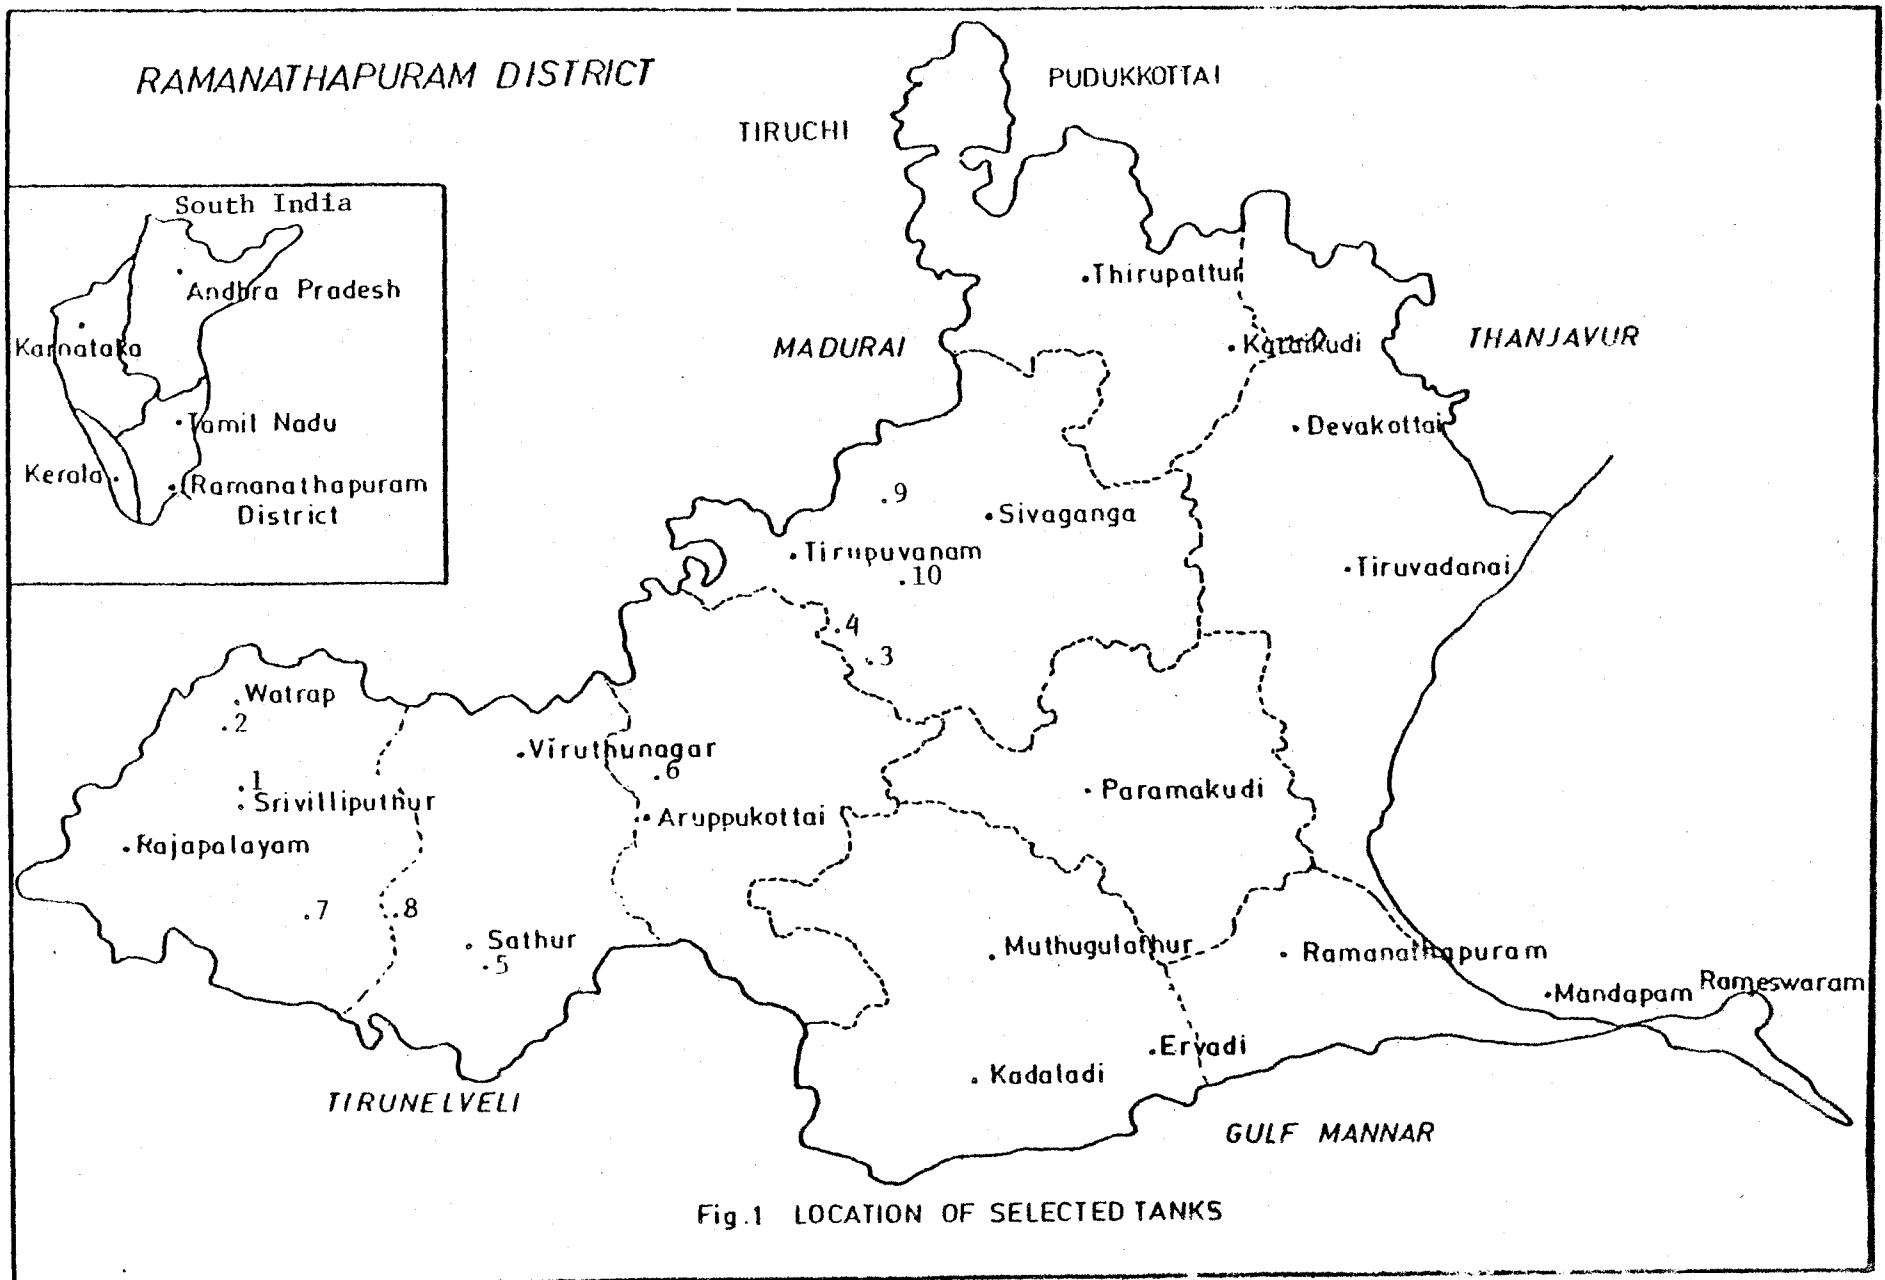 RAMANATHAPURAM DISTRICT
PUDUKKOTTAI
TIRUCHI
South India
Andhra Pradesh
Karnataka
Tamil Nadu
Kerala
Ramanathapuram
District
Thirupattur
MADURAI
Karaikudi
THANJAVUR
Devakottai
9
Sivaganga
Tirupuvanam
10
Tiruvadanai
4
3
Watrap
2
Viruthunagar
6
1
Srivilliputhur
Paramakudi
Aruppukottai
Rajapalayam
7
8
Sathur
5
Muthugulathur
Ramanathapuram
Mandapam
Rameswaram
Ervadi
Kadaladi
TIRUNELVELI
GULF MANNAR
Fig.1 LOCATION OF SELECTED TANKS